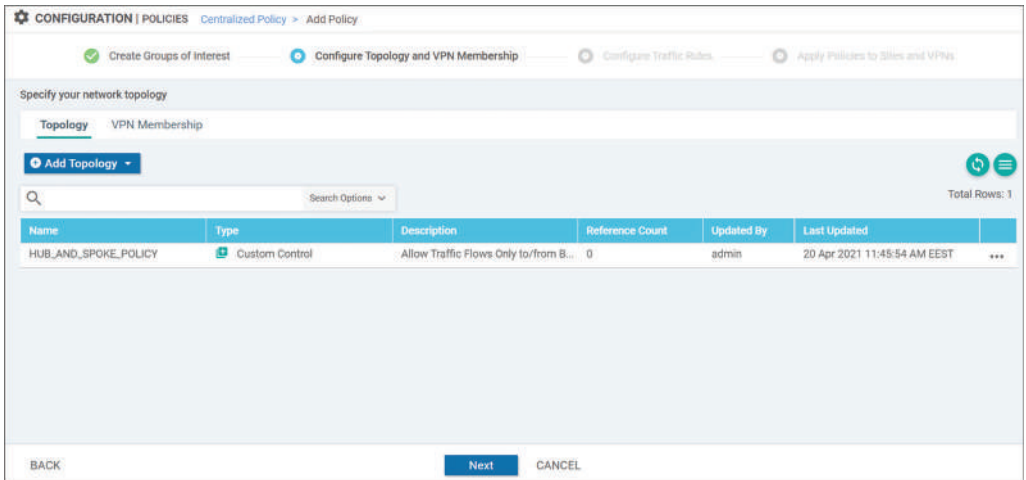 CONFIGURATION | POLICIES Centralized Policy > Add Policy
Create Groups of Interest Configure Topology and VPN Membership Configure Traffic Rules Apply Policies to Sites and VPNs
Specify your network topology
Topology VPN Membership
Add Topology
Search Options Total Rows: 1
Name Type Description Reference Count Updated By Last Updated
HUB_AND_SPOKE_POLICY Custom Control Allow Traffic Flows Only to/from B... 0 admin 20 Apr 2021 11:45:54 AM EEST
BACK Next CANCEL